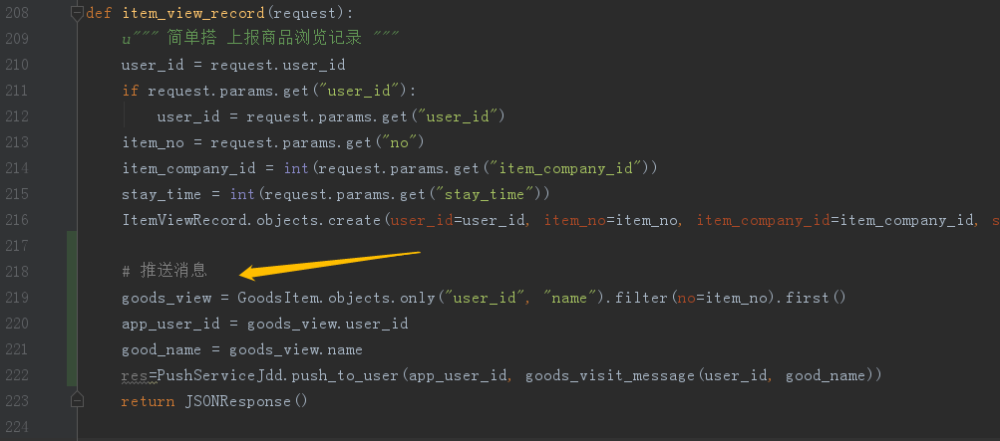 208 def item_view_record(request):
209 u""" 简单搭 上报商品浏览记录 """
210 user_id = request.user_id
211 if request.params.get("user_id"):
212 user_id = request.params.get("user_id")
213 item_no = request.params.get("no")
214 item_company_id = int(request.params.get("item_company_id"))
215 stay_time = int(request.params.get("stay_time"))
216 ItemViewRecord.objects.create(user_id=user_id, item_no=item_no, item_company_id=item_company_id, s
217
218 # 推送消息
219 goods_view = GoodsItem.objects.only("user_id", "name").filter(no=item_no).first()
220 app_user_id = goods_view.user_id
221 good_name = goods_view.name
222 res=PushServiceJdd.push_to_user(app_user_id, goods_visit_message(user_id, good_name))
223 return JSONResponse()
224